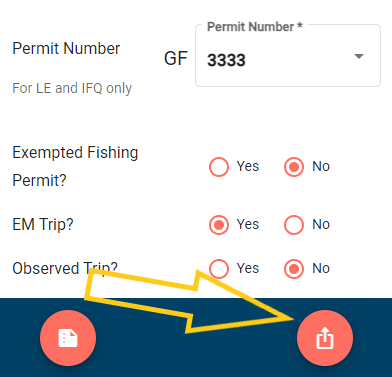 Permit Number *
Permit Number GF 3333
For LE and IFQ only
Exempted Fishing
Permit? Yes No
EM Trip? Yes No
Observed Trip? Yes No